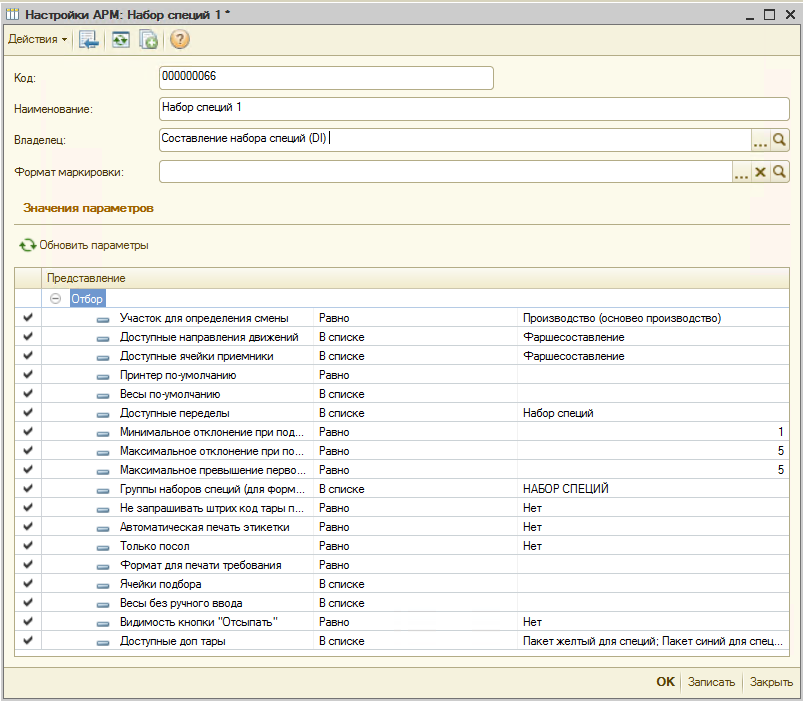 Настройки АРМ: Набор специй 1 *
Действия
Код: 000000066
Наименование: Набор специй 1
Владелец: Составление набора специй (DI)
Формат маркировки:
Значения параметров
Обновить параметры
Представление
Отбор
Участок для определения смены Равно Производство (основео производство)
Доступные направления движений В списке Фаршесоставление
Доступные ячейки приемники В списке Фаршесоставление
Принтер по-умолчанию Равно
Весы по-умолчанию В списке
Доступные переделы В списке Набор специй
Минимальное отклонение при под... Равно 1
Максимальное отклонение при по... Равно 5
Максимальное превышение перво... Равно 5
Группы наборов специй (для форм... В списке НАБОР СПЕЦИЙ
Не запрашивать штрих код тары п... Равно Нет
Автоматическая печать этикетки Равно Нет
Только посол Равно Нет
Формат для печати требования Равно
Ячейки подбора В списке
Весы без ручного ввода В списке
Видимость кнопки "Отсыпать" Равно Нет
Доступные доп тары В списке Пакет желтый для специй; Пакет синий для спец...
OK Записать Закрыть